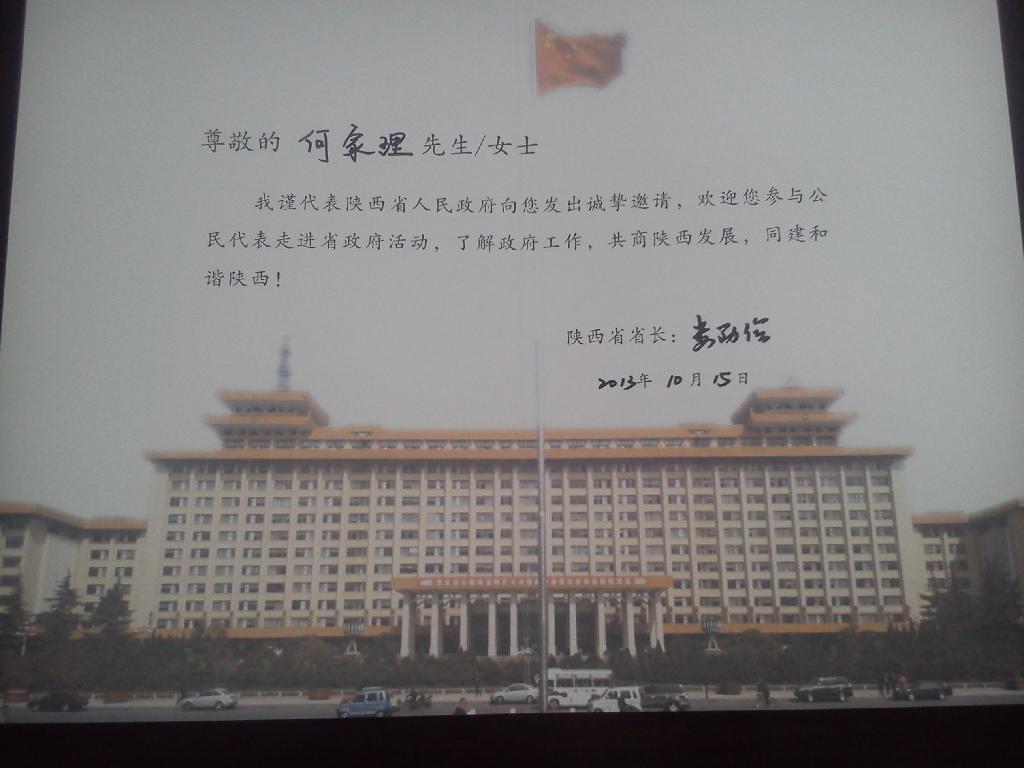 尊敬的 何家理 先生/女士
我谨代表陕西省人民政府向您发出诚挚邀请，欢迎您参与公
民代表走进省政府活动，了解政府工作，共商陕西发展，同建和
谐陕西！
陕西省省长：娄勤俭
2013年 10月 15日